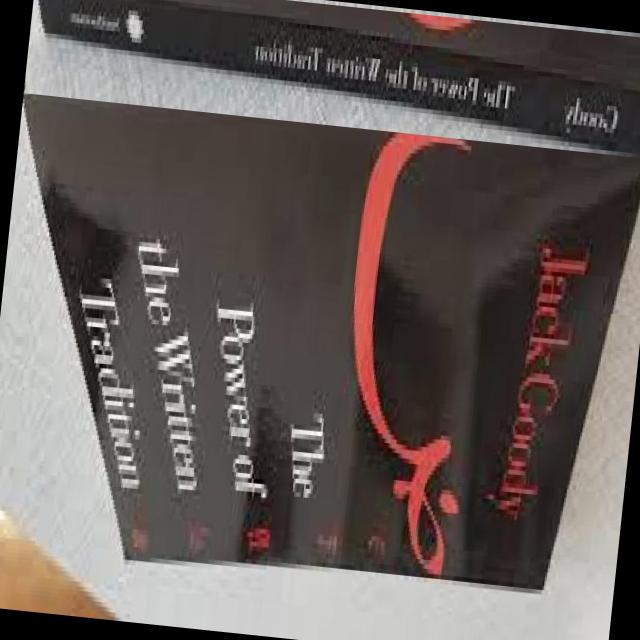 Goody The Power of the Written Tradition
Jack Goody
The
Power of
the Written
Tradition